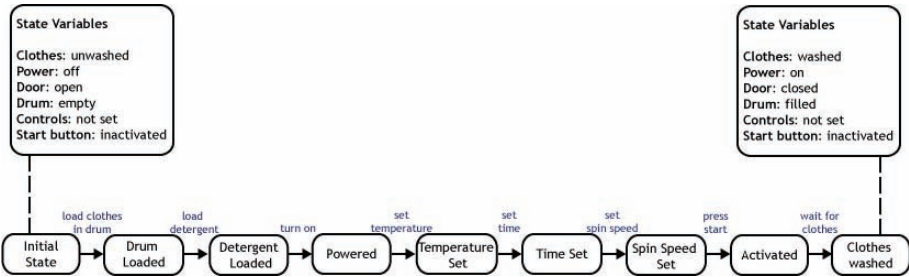 State Variables
Clothes: unwashed
Power: off
Door: open
Drum: empty
Controls: not set
Start button: inactivated
State Variables
Clothes: washed
Power: on
Door: closed
Drum: filled
Controls: not set
Start button: inactivated
load clothes
in drum
load
detergent
turn on
set
temperature
set
time
set
spin speed
press
start
wait for
clothes
Initial
State
Drum
Loaded
Detergent
Loaded
Powered
Temperature
Set
Time Set
Spin Speed
Set
Activated
Clothes
washed